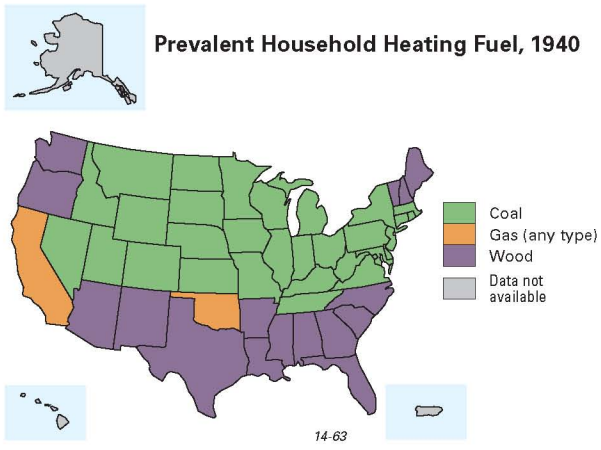 Prevalent Household Heating Fuel, 1940
Coal
Gas (any type)
Wood
Data not
available
14-63